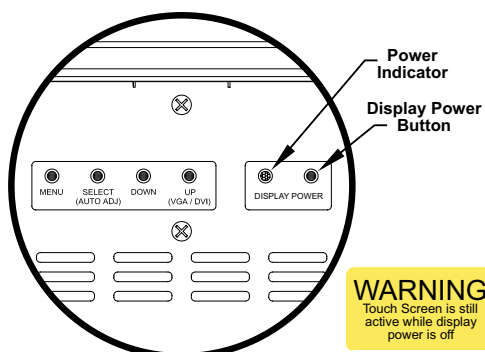 Power
Indicator
Display Power
Button
MENU
SELECT
(AUTO ADJ)
DOWN
UP
(VGA / DVI)
DISPLAY POWER
WARNING
Touch Screen is still
active while display
power is off